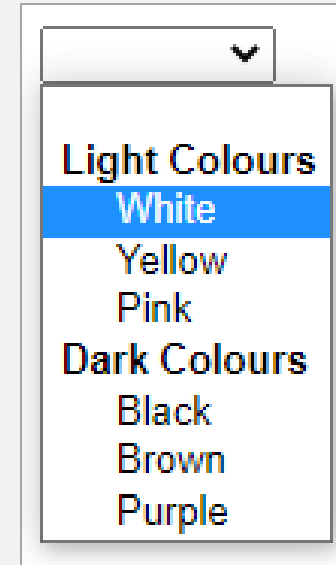 Light Colours
White
Yellow
Pink
Dark Colours
Black
Brown
Purple